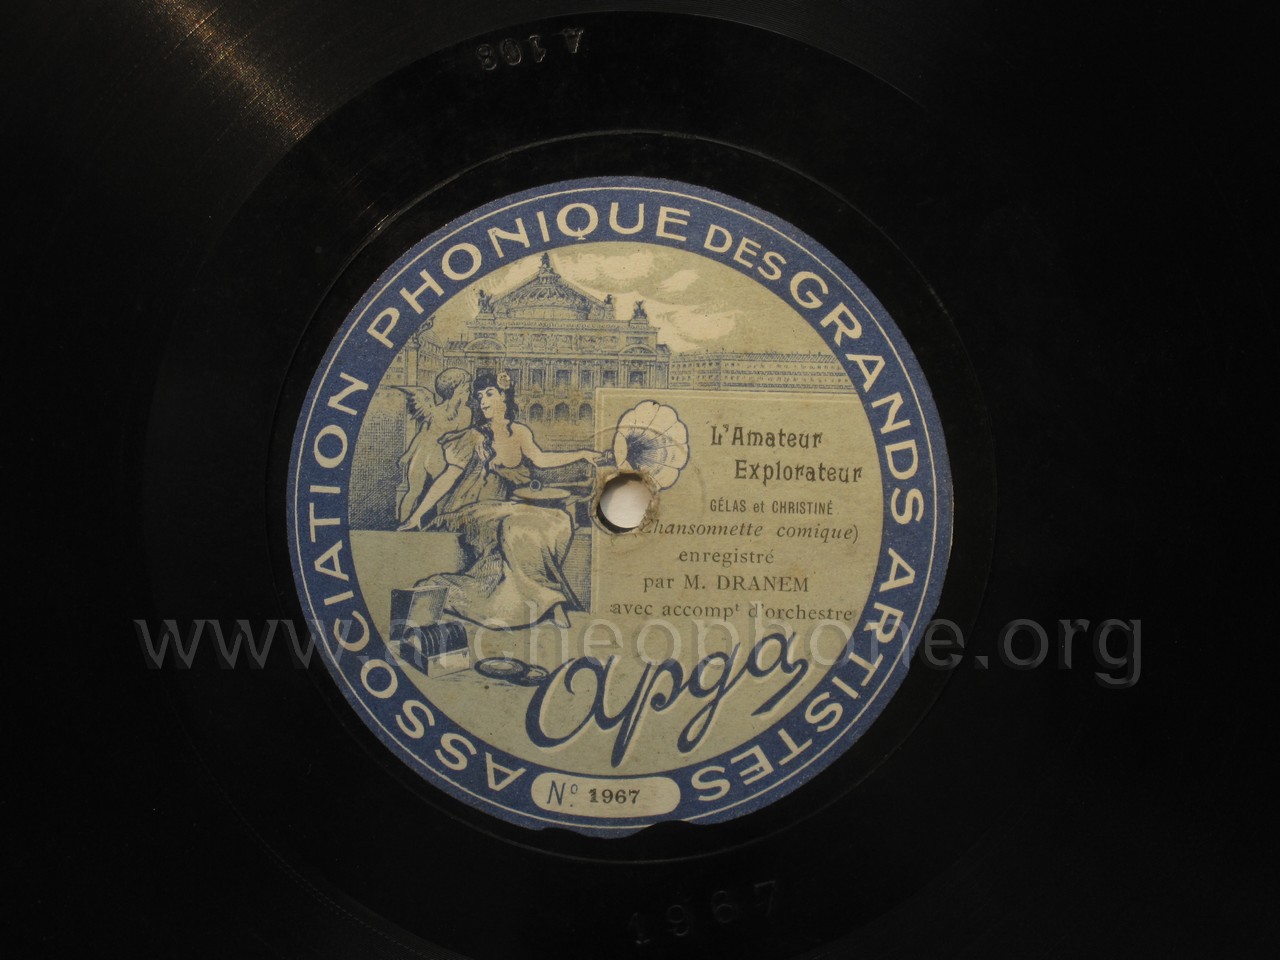 A 108
ASSOCIATION PHONIQUE DES GRANDS ARTISTES
L'Amateur
Explorateur
GÉLAS et CHRISTINÉ
Chansonnette comique)
enregistré
par M. DRANEM
avec accompt d'orchestre
www.archeophone.org
Apga
No. 1967
1967